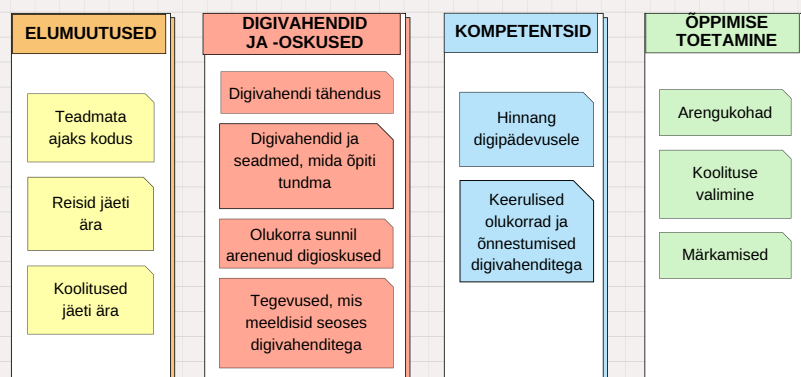 ELUMUUTUSED
Teadmata
ajaks kodus
Reisid jäeti
ära
Koolitused
jäeti ära
DIGIVAHENDID
JA -OSKUSED
Digivahendi tähendus
Digivahendid ja
seadmed, mida õpiti
tundma
Olukorra sunnil
arenenud digioskused
Tegevused, mis
meeldisid seoses
digivahenditega
KOMPETENTSID
Hinnang
digipädevusele
Keerulised
olukorrad ja
õnnestumised
digivahenditega
ÕPPIMISE
TOETAMINE
Arengukohad
Koolituse
valimine
Märkamised